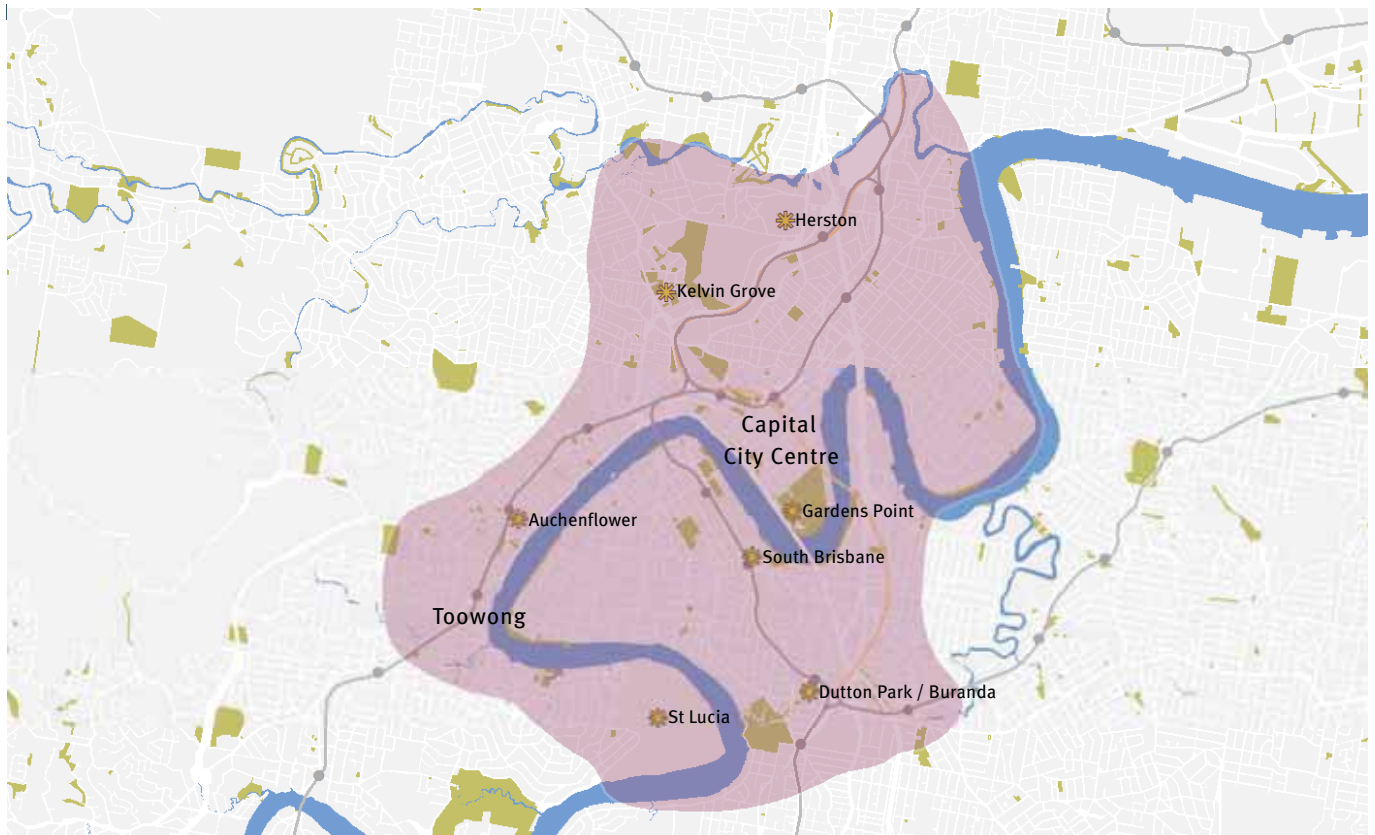 Herston
Kelvin Grove
Capital
City Centre
Gardens Point
Auchenflower
South Brisbane
Toowong
Dutton Park / Buranda
St Lucia